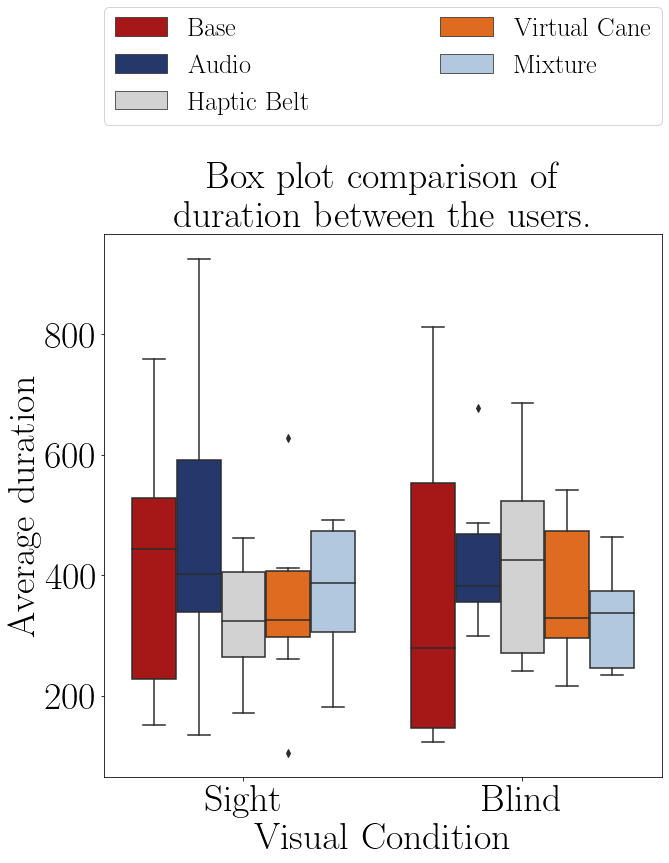 Base
Audio
Haptic Belt
Virtual Cane
Mixture
Box plot comparison of
duration between the users.
Average duration
800
600
400
200
Sight
Blind
Visual Condition